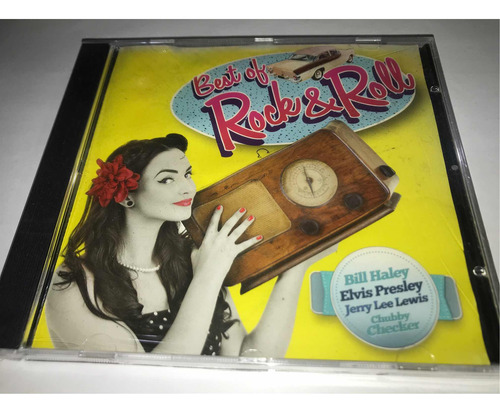 Best of
Rock & Roll
Bill Haley
Elvis Presley
Jerry Lee Lewis
Chubby
Checker